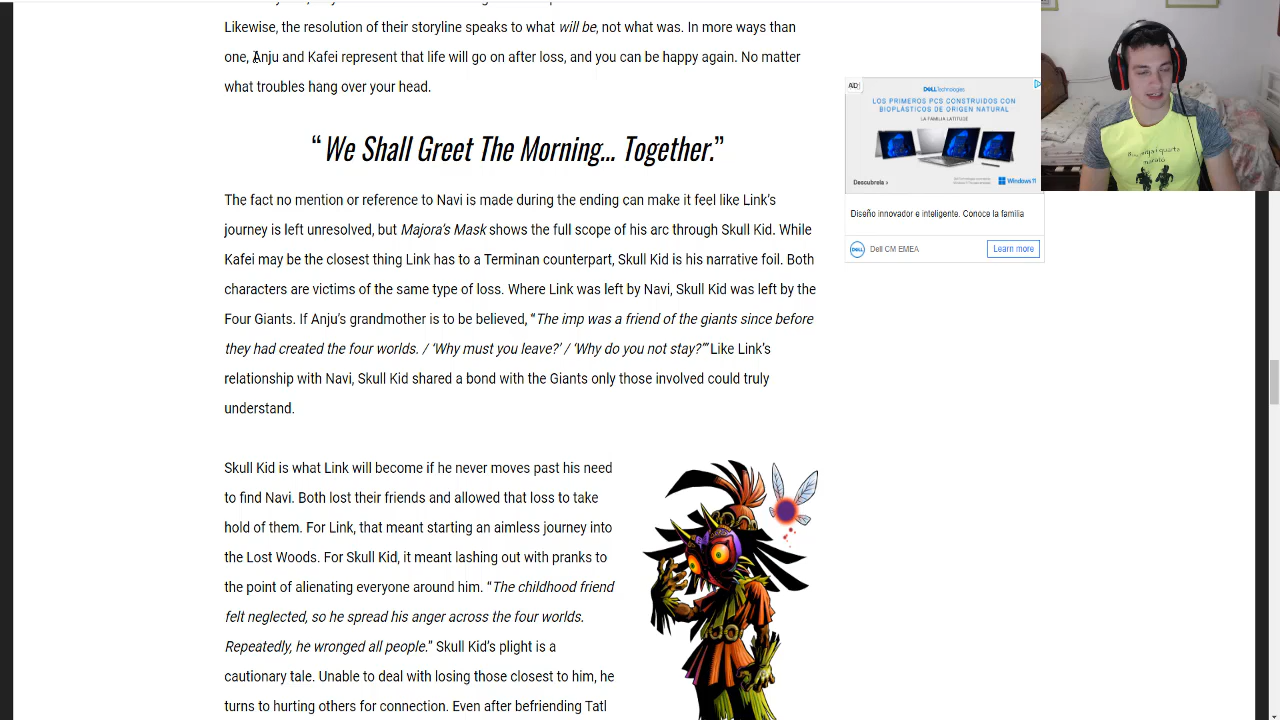 Likewise, the resolution of their storyline speaks to what will be, not what was. In more ways than
one, Anju and Kafei represent that life will go on after loss, and you can be happy again. No matter
what troubles hang over your head.
“We Shall Greet The Morning... Together.”
The fact no mention or reference to Navi is made during the ending can make it feel like Link’s
journey is left unresolved, but Majora’s Mask shows the full scope of his arc through Skull Kid. While
Kafei may be the closest thing Link has to a Terminan counterpart, Skull Kid is his narrative foil. Both
characters are victims of the same type of loss. Where Link was left by Navi, Skull Kid was left by the
Four Giants. If Anju’s grandmother is to be believed, “The imp was a friend of the giants since before
they had created the four worlds. / ‘Why must you leave?’ / ‘Why do you not stay?’” Like Link’s
relationship with Navi, Skull Kid shared a bond with the Giants only those involved could truly
understand.
Skull Kid is what Link will become if he never moves past his need
to find Navi. Both lost their friends and allowed that loss to take
hold of them. For Link, that meant starting an aimless journey into
the Lost Woods. For Skull Kid, it meant lashing out with pranks to
the point of alienating everyone around him. “The childhood friend
felt neglected, so he spread his anger across the four worlds.
Repeatedly, he wronged all people.” Skull Kid’s plight is a
cautionary tale. Unable to deal with losing those closest to him, he
turns to hurting others for connection. Even after befriending Tatl
DELL Technologies
LOS PRIMEROS PCS CONSTRUIDOS CON
BIOPLÁSTICOS DE ORIGEN NATURAL
LA FAMILIA LATITUDE
Descúbrela >
Windows 11
Diseño innovador e inteligente. Conoce la familia
DELL
Dell CM EMEA
Learn more